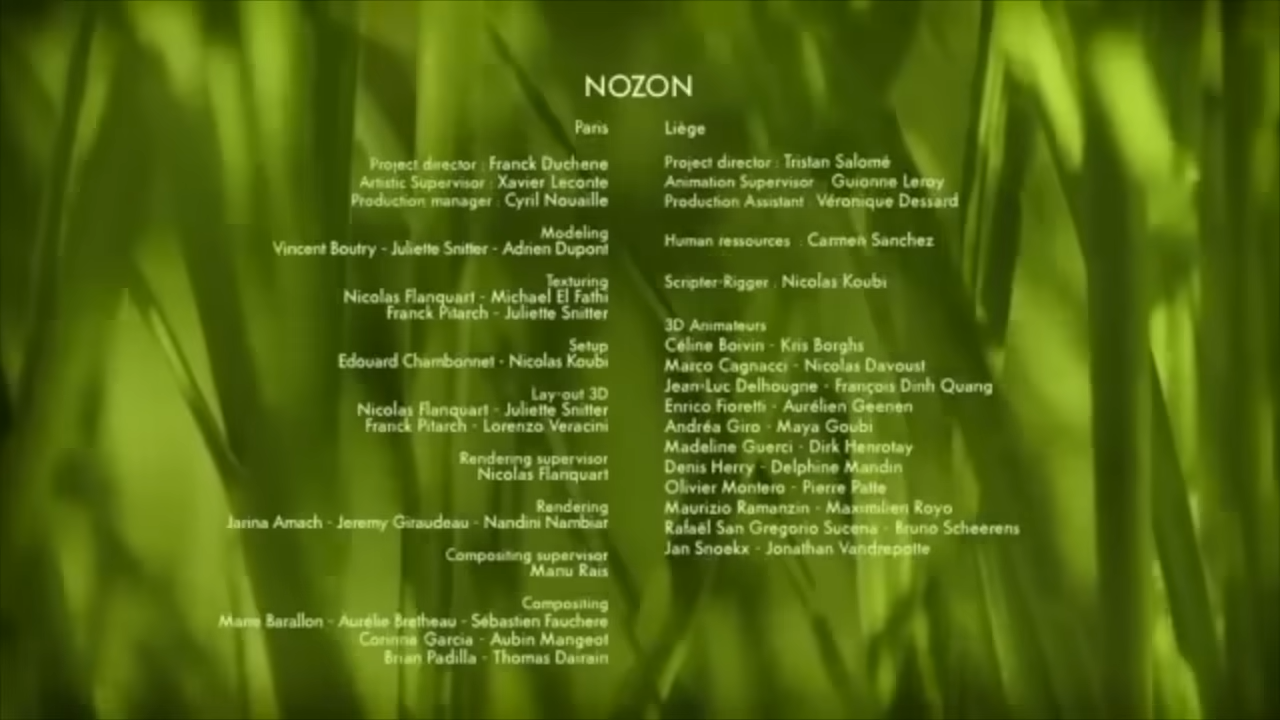 NOZON
Paris
Project director : Franck Duchene
Artistic Supervisor : Xavier Leconte
Production manager : Cyril Nouaille
Modeling
Vincent Boutry - Juliette Snitter - Adrien Dupont
Texturing
Nicolas Flanquart - Michael El Fathi
Franck Pitarch - Juliette Snitter
Setup
Edouard Chambonnet - Nicolas Koubi
Lay-out 3D
Nicolas Flanquart - Juliette Snitter
Franck Pitarch - Lorenzo Veracini
Rendering supervisor
Nicolas Flanquart
Rendering
Jarina Amach - Jeremy Giraudeau - Nandini Nambiar
Compositing supervisor
Manu Rais
Compositing
Marie Barallon - Aurélie Bretheau - Sébastien Fauchere
Corinne Garcia - Aubin Mangeot
Brian Padilla - Thomas Dairain
Liège
Project director : Tristan Salomé
Animation Supervisor : Guionne Leroy
Production Assistant : Véronique Dessard
Human ressources : Carmen Sanchez
Scripter-Rigger : Nicolas Koubi
3D Animateurs
Céline Boivin - Kris Borghs
Marco Cagnacci - Nicolas Davoust
Jean-Luc Delhougne - François Dinh Quang
Enrico Fioretti - Aurélien Geenen
Andréa Giro - Maya Goubi
Madeline Guerci - Dirk Henrotay
Denis Herry - Delphine Mandin
Olivier Montero - Pierre Patte
Maurizio Ramanzin - Maximilien Royo
Rafaël San Gregorio Sucena - Bruno Scheerens
Jan Snoekx - Jonathan Vandrepotte